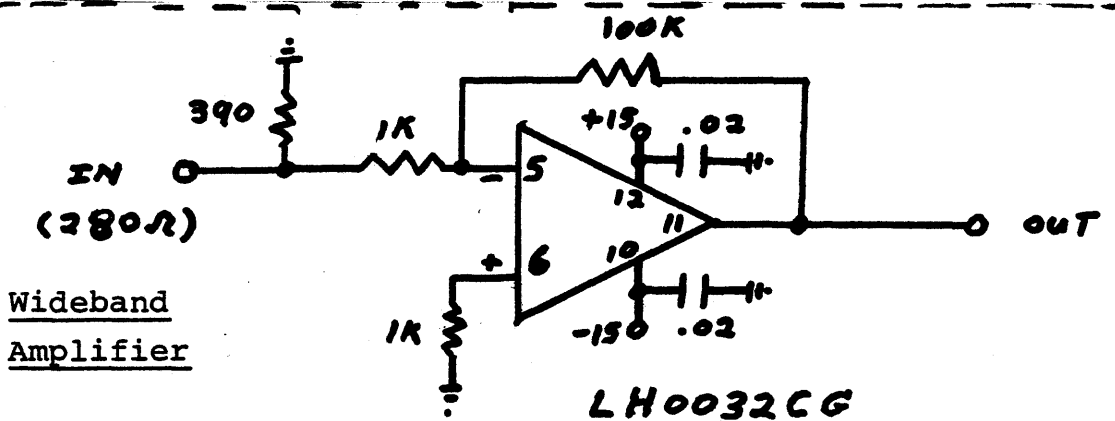 100K
390
1K
+15
.02
IN
-
5
(280Ω)
12
11
+
6
10
Wideband
Amplifier
1K
-15
.02
OUT
LH0032CG